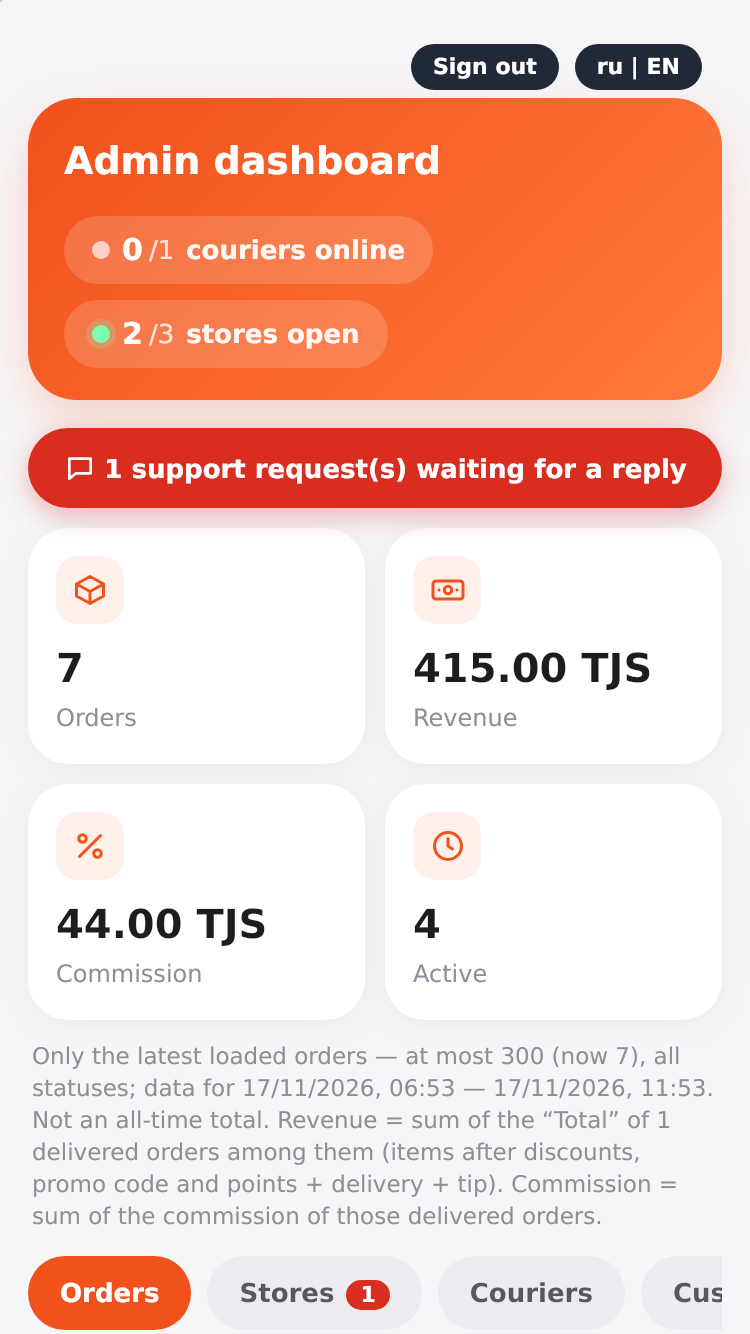 Sign out
ru | EN
Admin dashboard
0 /1 couriers online
2 /3 stores open
1 support request(s) waiting for a reply
7
Orders
415.00 TJS
Revenue
44.00 TJS
Commission
4
Active
Only the latest loaded orders — at most 300 (now 7), all
statuses; data for 17/11/2026, 06:53 — 17/11/2026, 11:53.
Not an all-time total. Revenue = sum of the “Total” of 1
delivered orders among them (items after discounts,
promo code and points + delivery + tip). Commission =
sum of the commission of those delivered orders.
Orders
Stores 1
Couriers
Cus